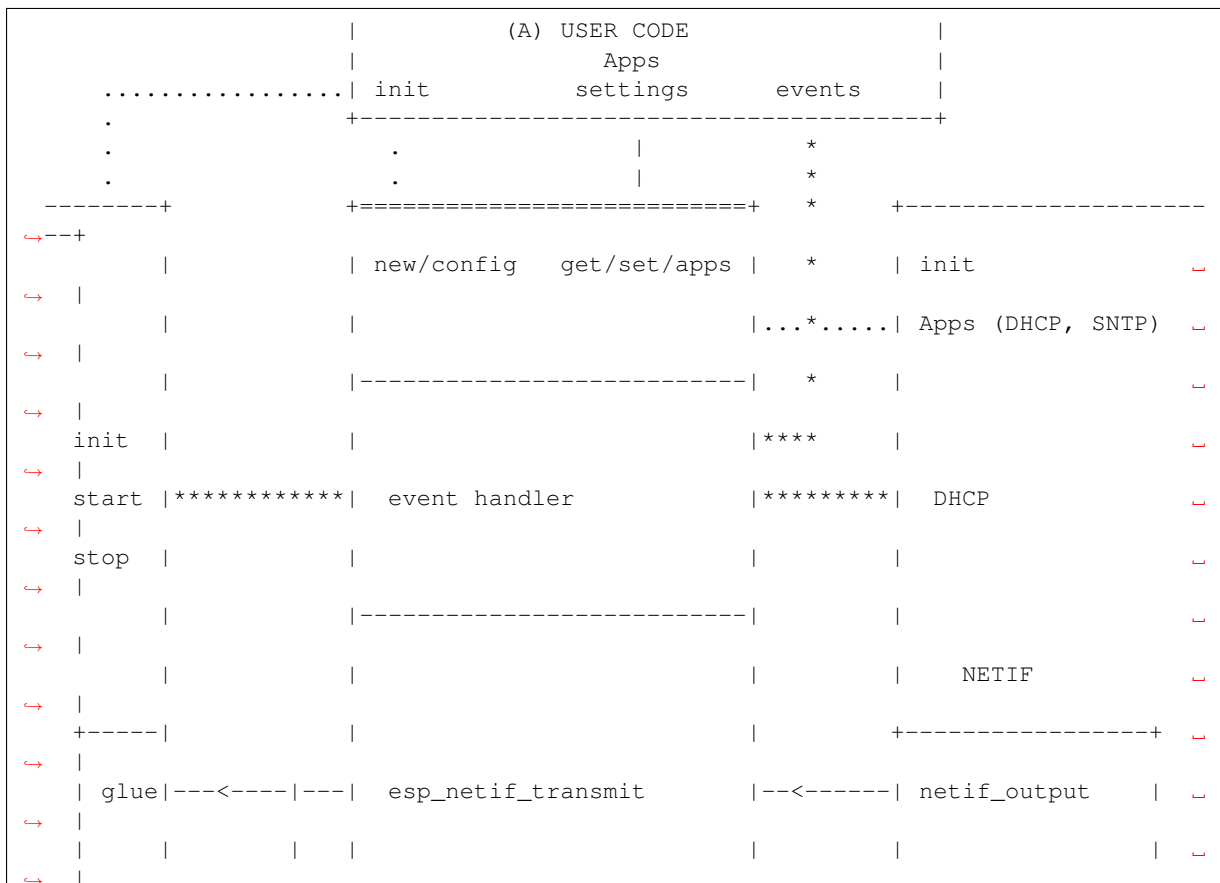 (A) USER CODE
Apps
init settings events
new/config get/set/apps init
Apps (DHCP, SNTP)
init
start event handler DHCP
stop
NETIF
glue esp_netif_transmit netif_output